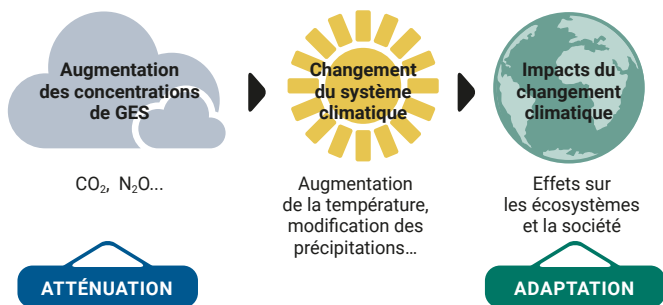 Augmentation
des concentrations
de GES
Changement
du système
climatique
Impacts du
changement
climatique
CO₂, N₂O...
Augmentation
de la température,
modification des
précipitations…
Effets sur
les écosystèmes
et la société
ATTÉNUATION
ADAPTATION